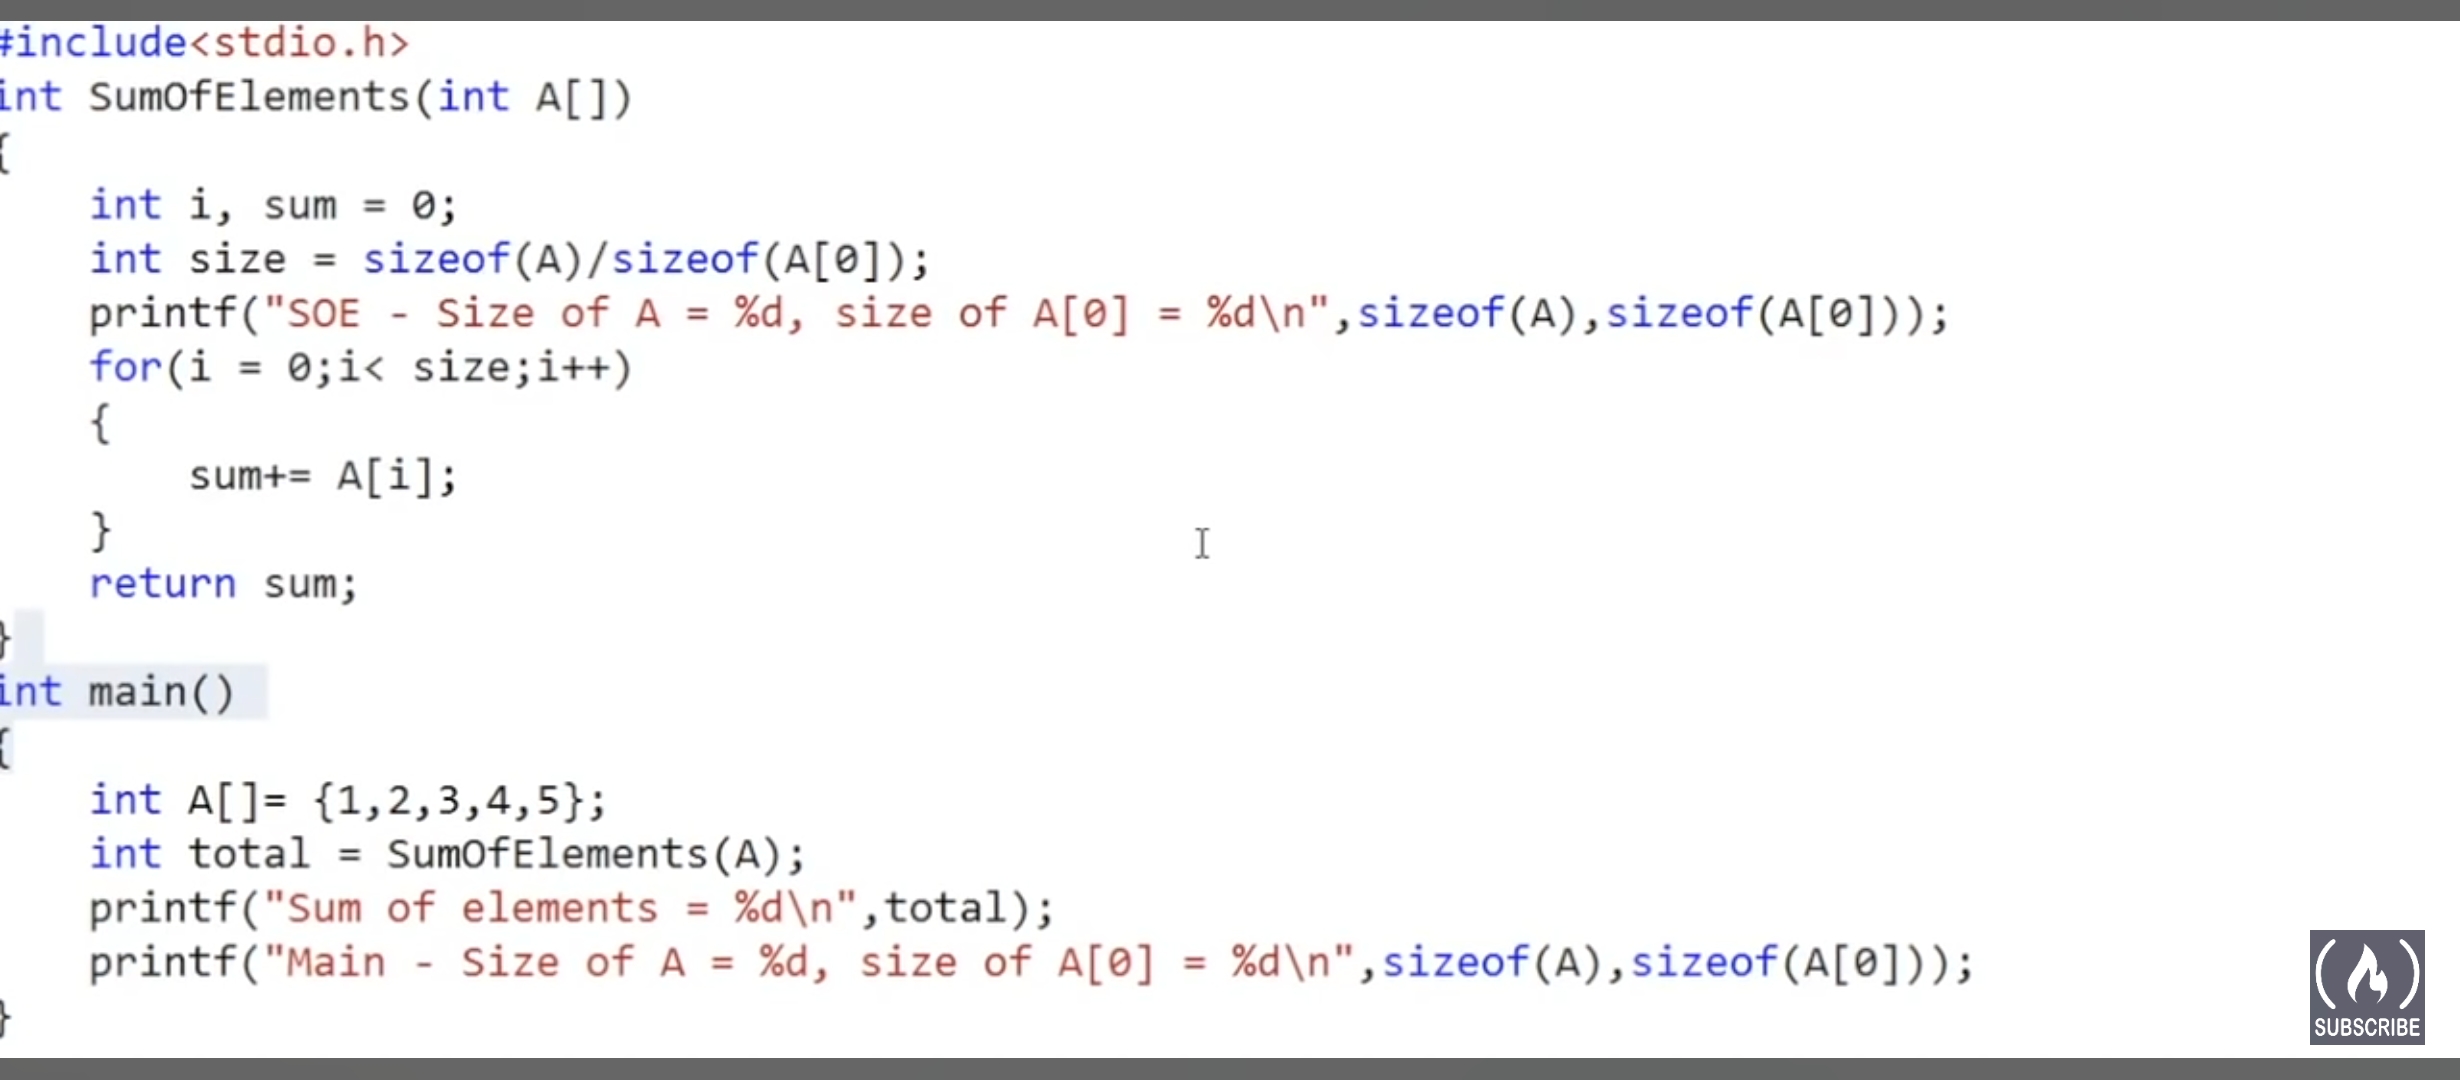 #include<stdio.h>
int SumOfElements(int A[])
{
    int i, sum = 0;
    int size = sizeof(A)/sizeof(A[0]);
    printf("SOE - Size of A = %d, size of A[0] = %d\n",sizeof(A),sizeof(A[0]));
    for(i = 0;i< size;i++)
    {
        sum+= A[i];
    }
    return sum;
}
int main()
{
    int A[]= {1,2,3,4,5};
    int total = SumOfElements(A);
    printf("Sum of elements = %d\n",total);
    printf("Main - Size of A = %d, size of A[0] = %d\n",sizeof(A),sizeof(A[0]));
}
SUBSCRIBE